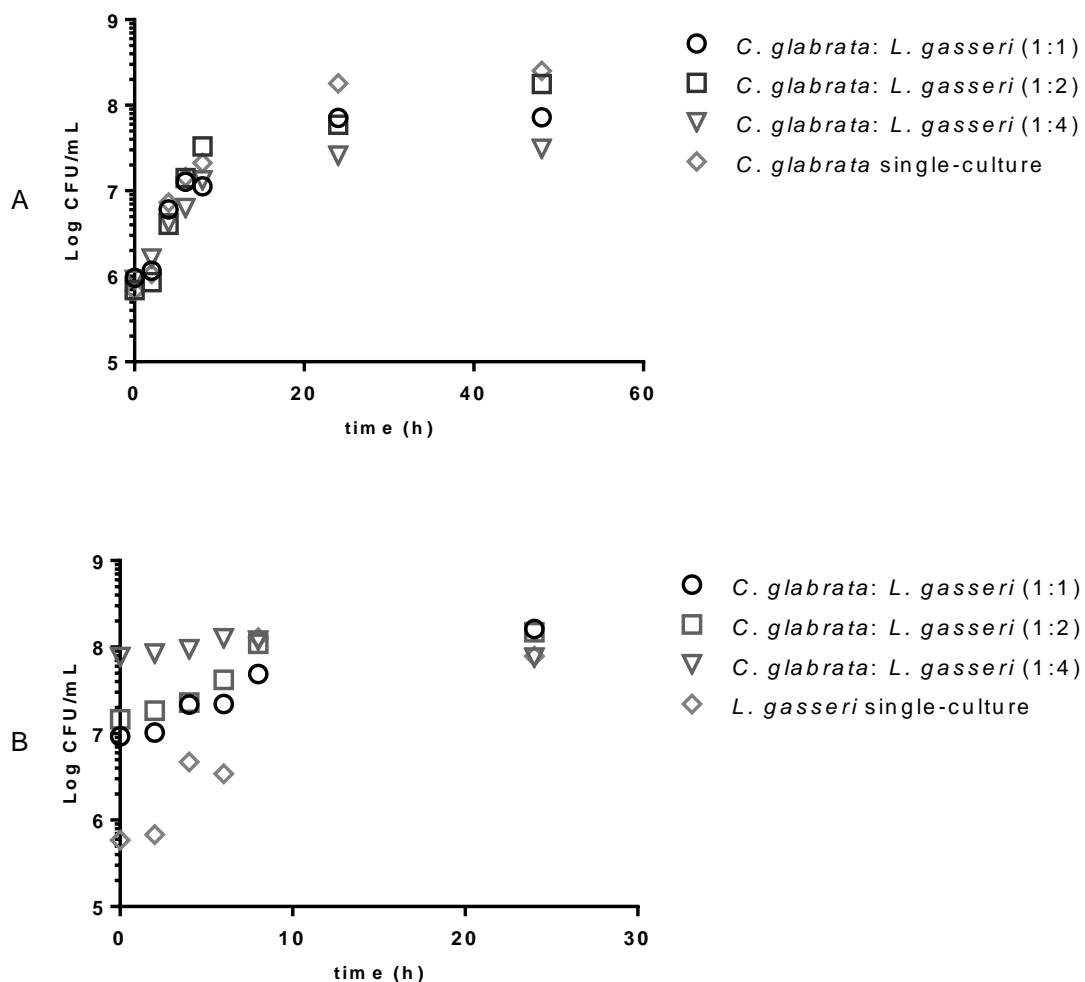 A
Log CFU/mL
9
8
7
6
5
0 20 40 60
time (h)
C. glabrata: L. gasseri (1:1)
C. glabrata: L. gasseri (1:2)
C. glabrata: L. gasseri (1:4)
C. glabrata single-culture
B
Log CFU/mL
9
8
7
6
5
0 10 20 30
time (h)
C. glabrata: L. gasseri (1:1)
C. glabrata: L. gasseri (1:2)
C. glabrata: L. gasseri (1:4)
L. gasseri single-culture